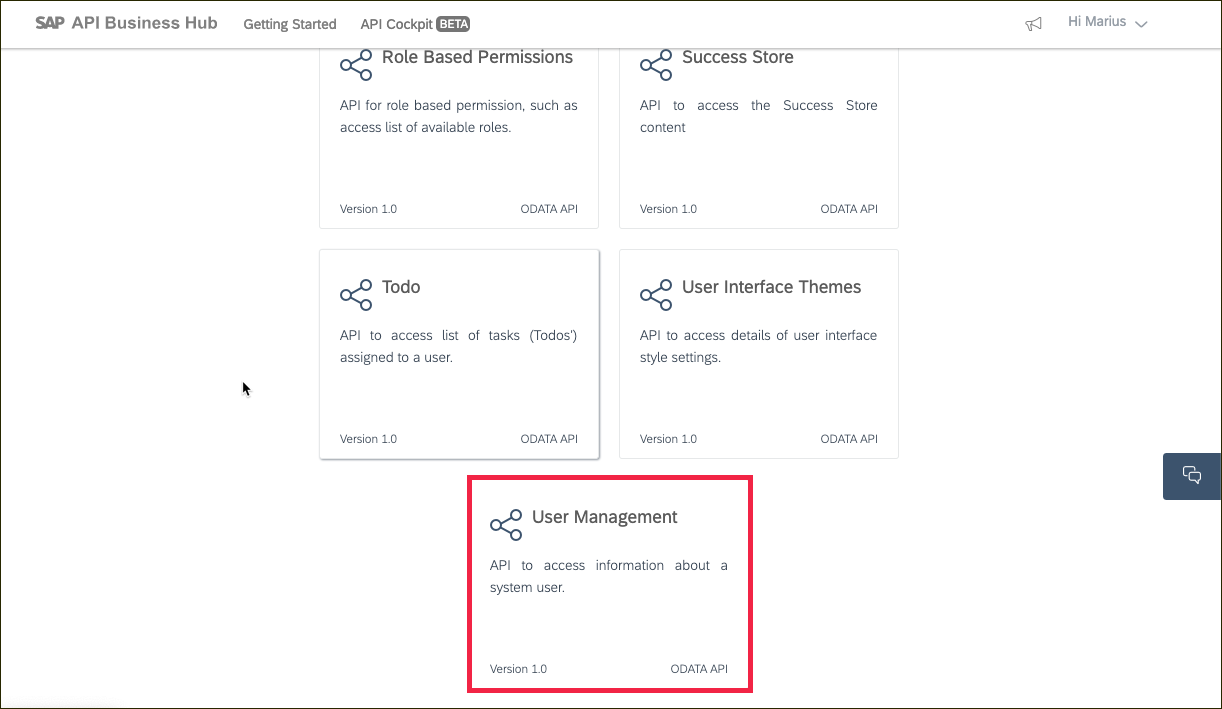 SAP API Business Hub Getting Started API Cockpit BETA Hi Marius
Role Based Permissions
API for role based permission, such as
access list of available roles.
Version 1.0 ODATA API
Success Store
API to access the Success Store
content
Version 1.0 ODATA API
Todo
API to access list of tasks (Todos')
assigned to a user.
Version 1.0 ODATA API
User Interface Themes
API to access details of user interface
style settings.
Version 1.0 ODATA API
User Management
API to access information about a
system user.
Version 1.0 ODATA API